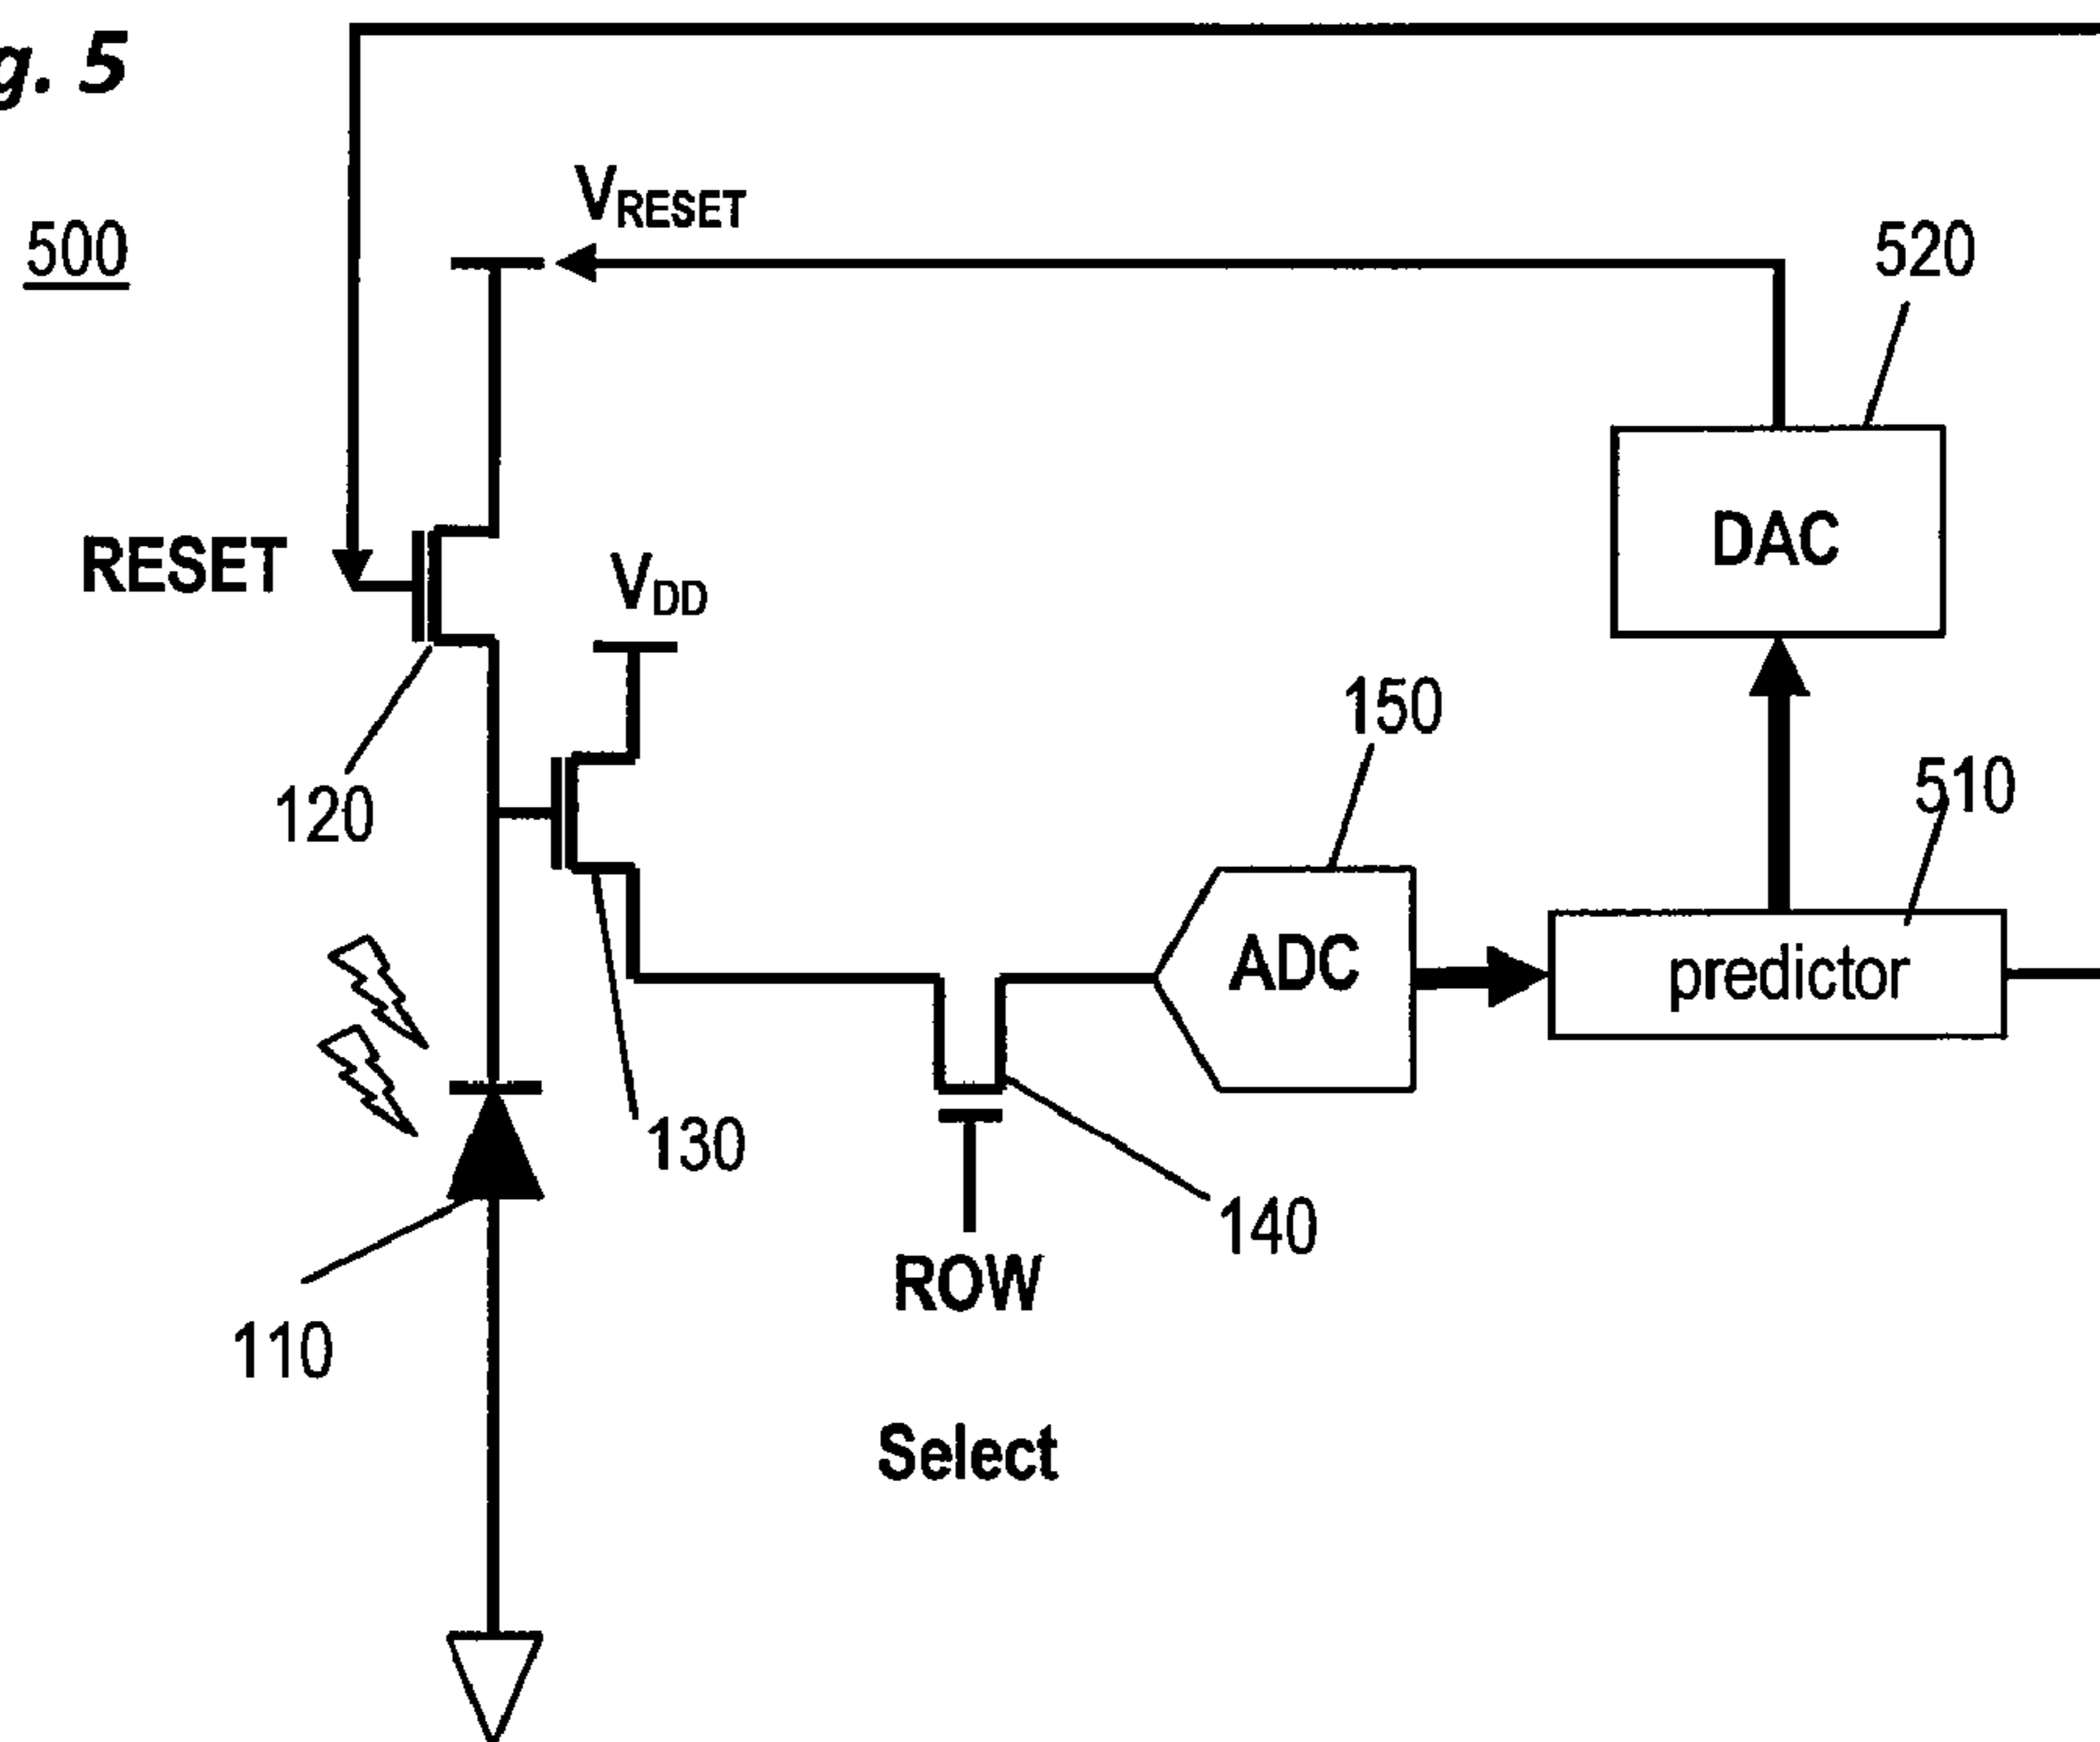 g. 5
500
VRESET
520
DAC
RESET
VDD
150
510
120
ADC
predictor
130
140
ROW
110
Select